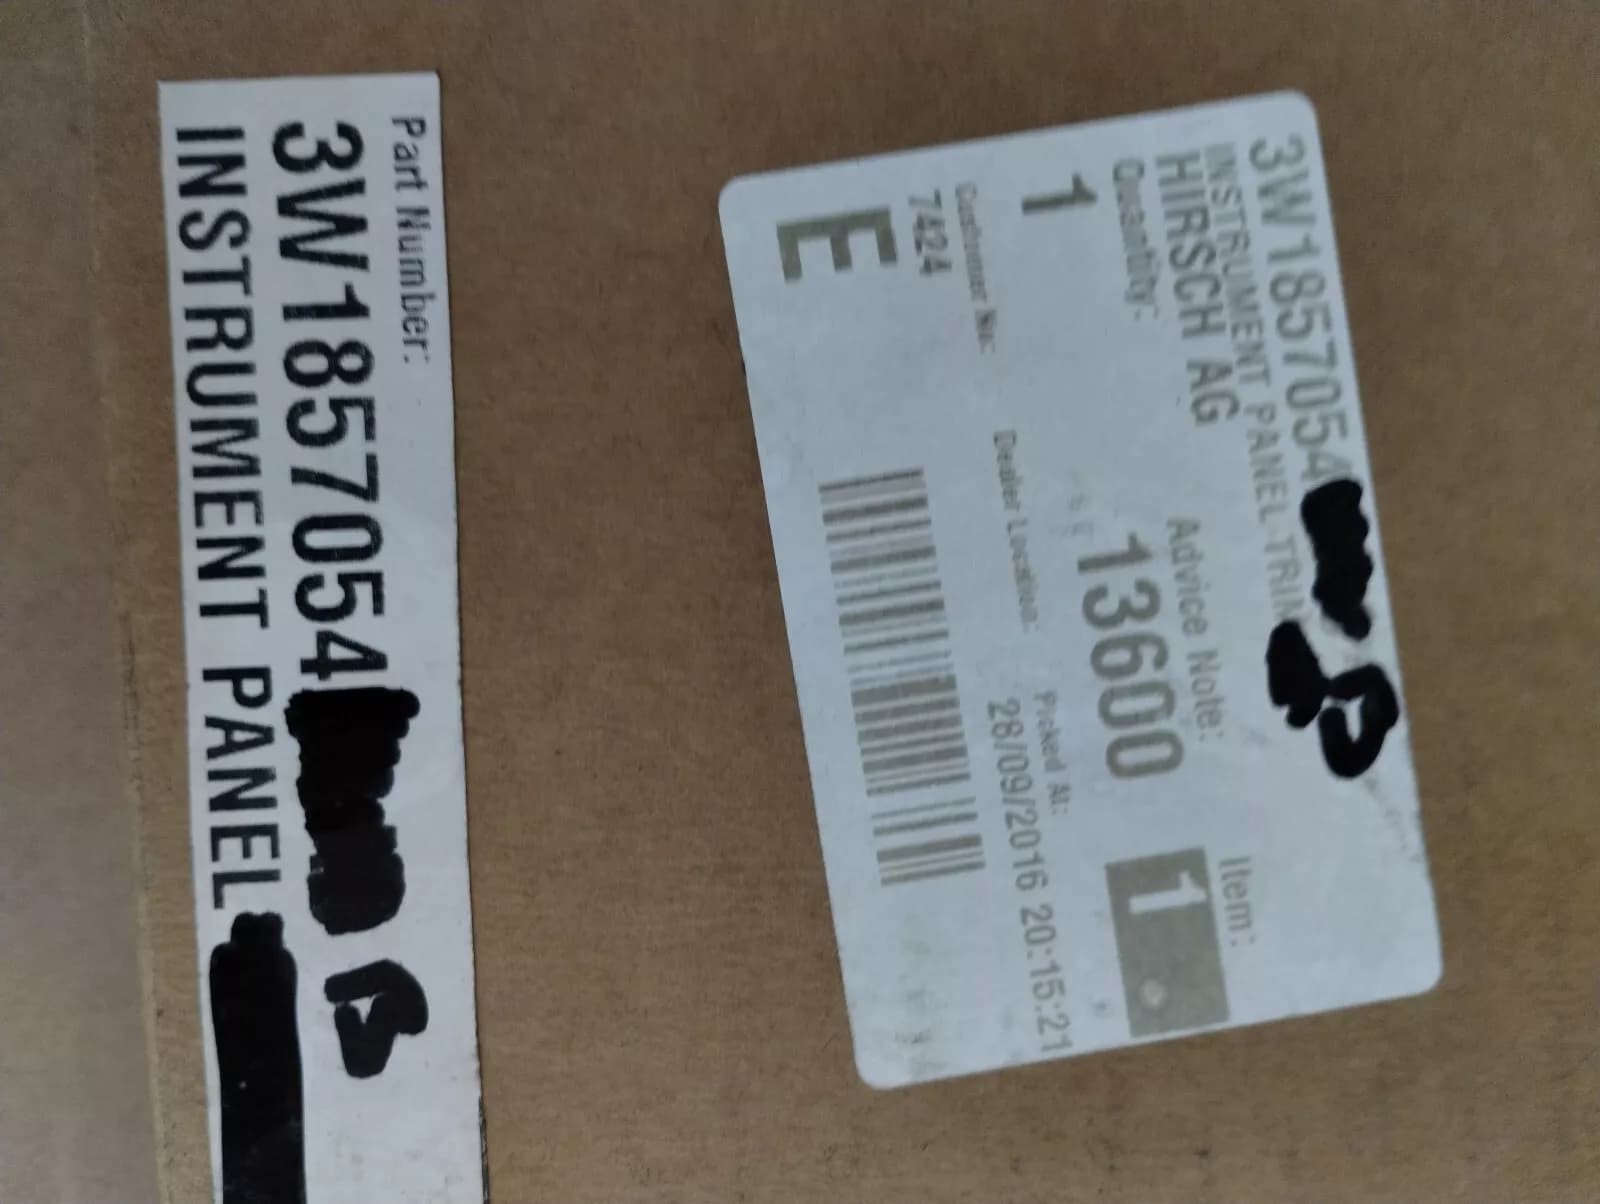 Part Number:
3W1857054 B
INSTRUMENT PANEL
3W1857054 B
INSTRUMENT PANEL TRIM
HIRSCH AG
Quantity:
1
Advice Note:
13600
Item:
1
Customer No:
7424
Dealer Location:
Picked At:
28/09/2016 20:15:21
E